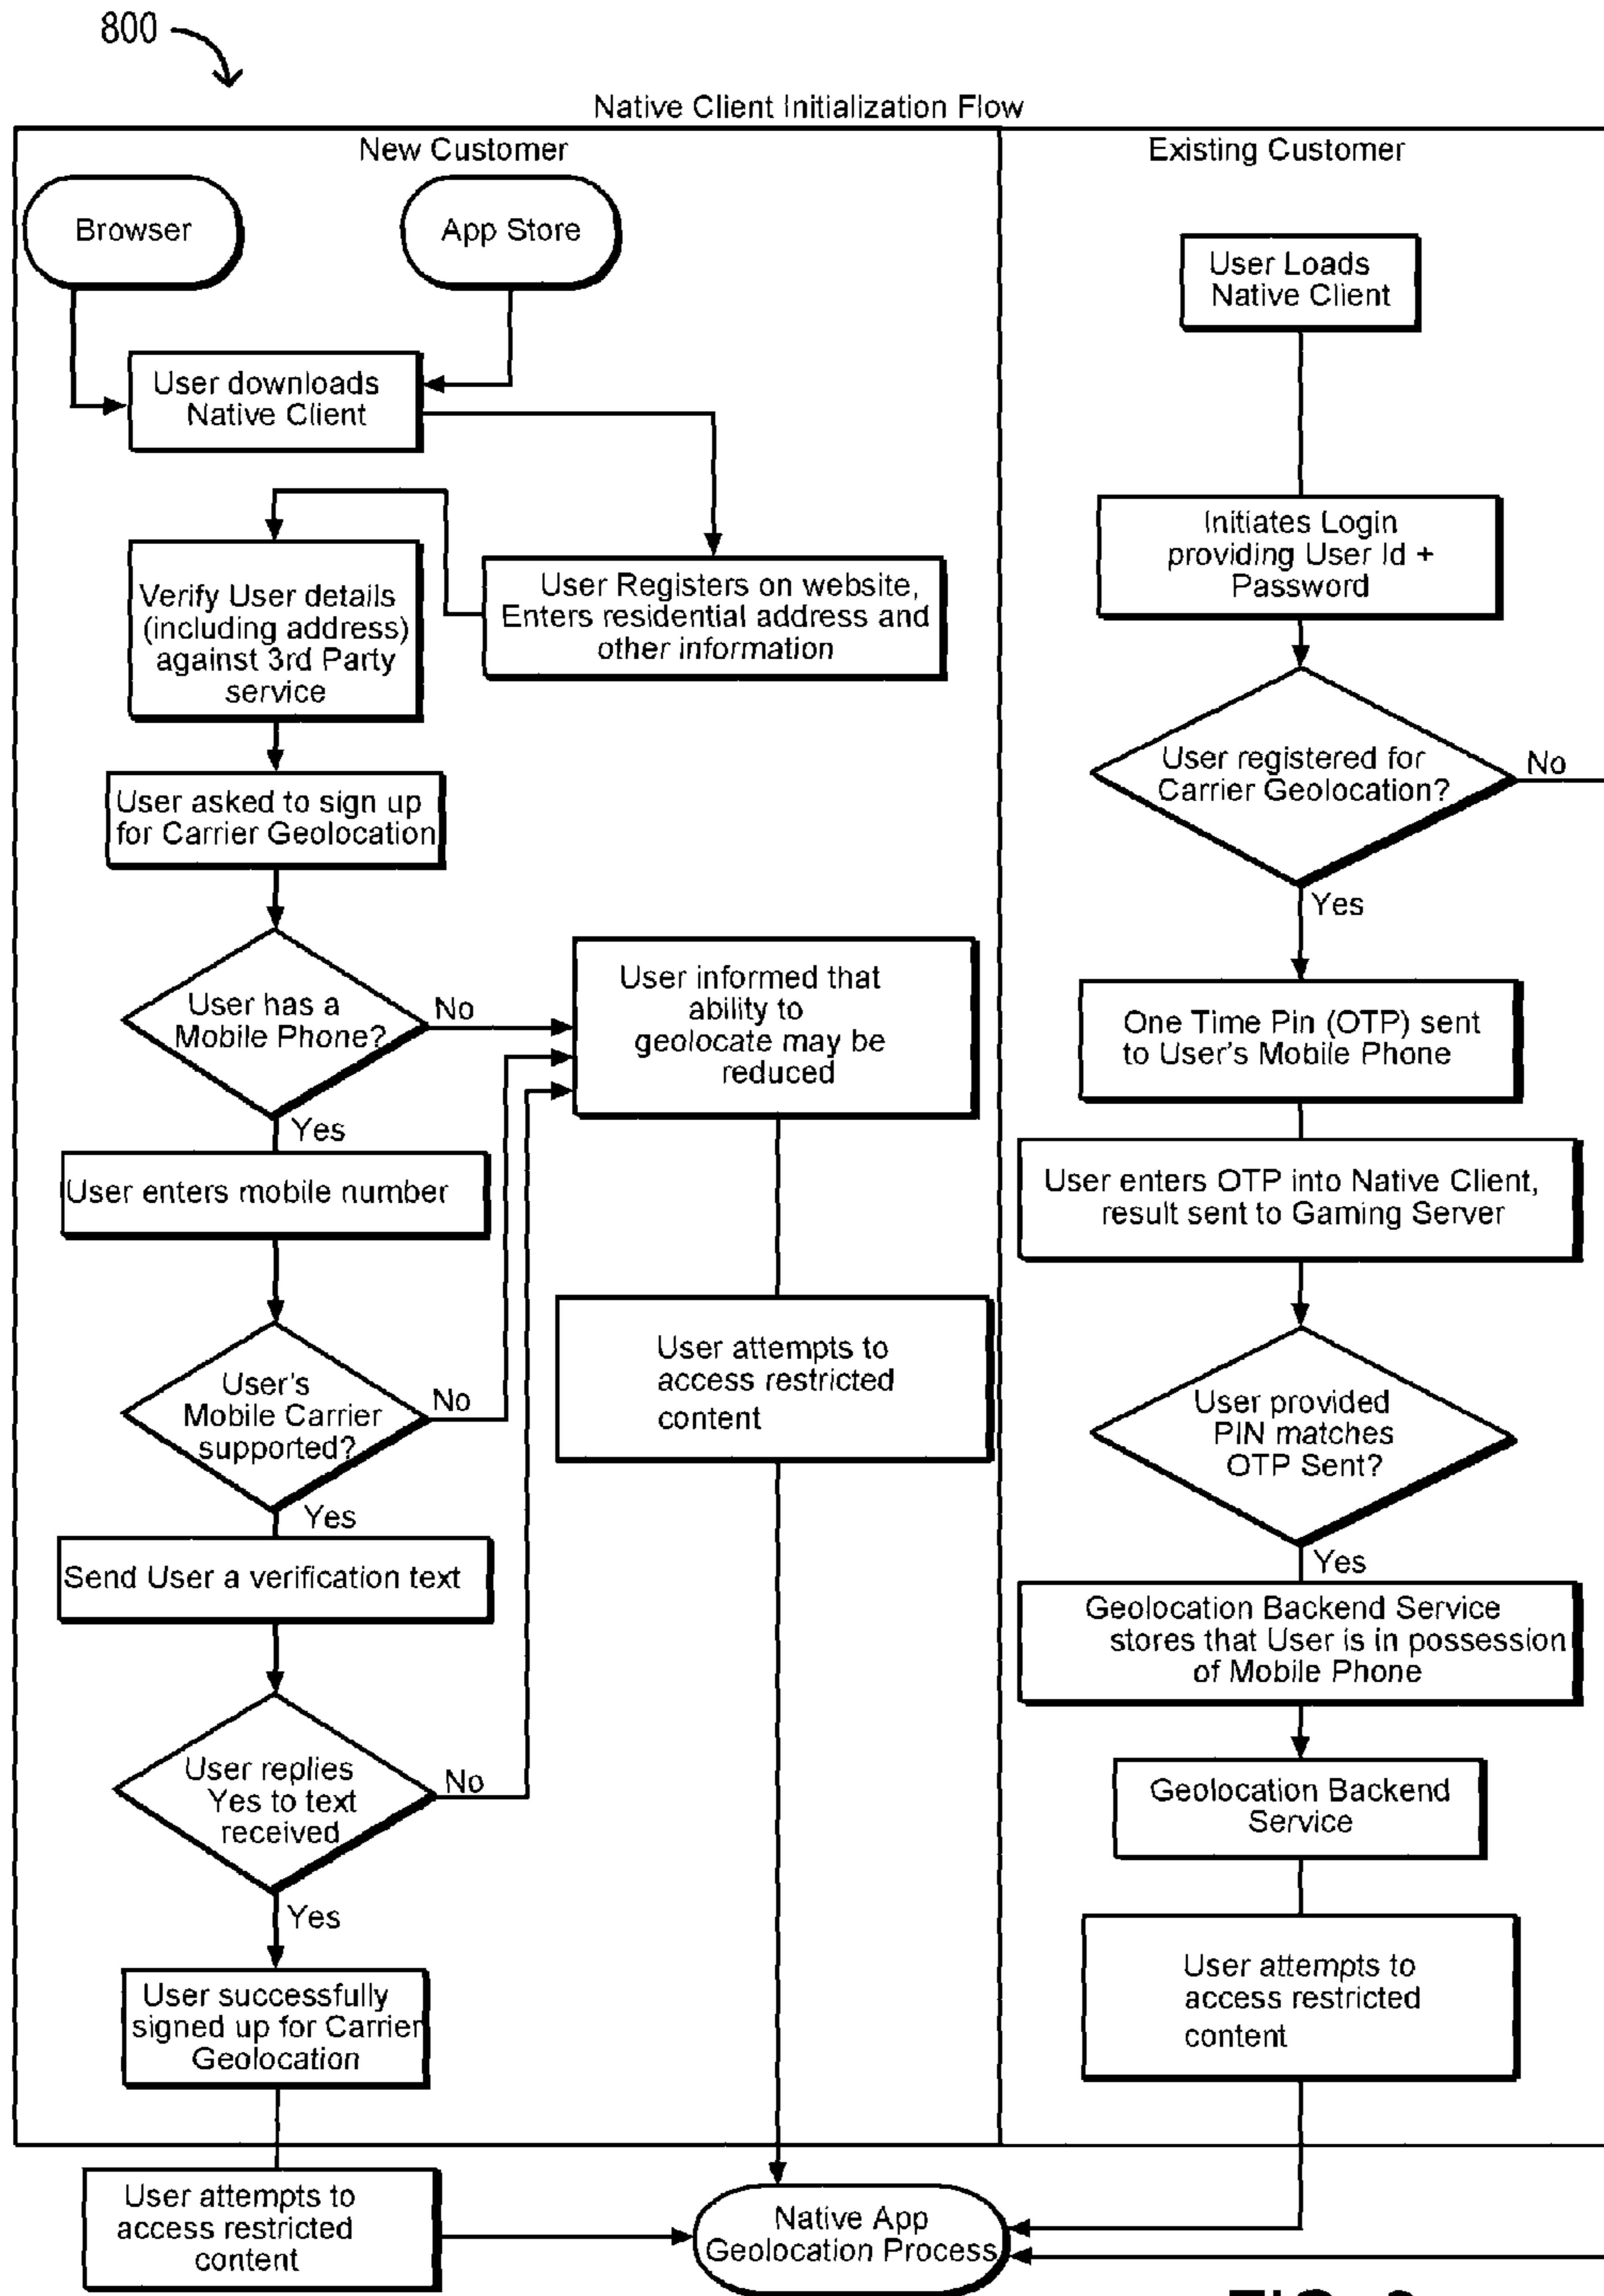 800
Native Client Initialization Flow
New Customer
Browser
App Store
User downloads
Native Client
User Registers on website,
Enters residential address and
other information
Verify User details
(including address)
against 3rd Party
service
User asked to sign up
for Carrier Geolocation
User has a
Mobile Phone?
No
Yes
User informed that
ability to
geolocate may be
reduced
User enters mobile number
User's
Mobile Carrier
supported?
No
Yes
User attempts to
access restricted
content
Send User a verification text
User replies
Yes to text
received
No
Yes
User successfully
signed up for Carrier
Geolocation
User attempts to
access restricted
content
Native App
Geolocation Process
Existing Customer
User Loads
Native Client
Initiates Login
providing User Id +
Password
User registered for
Carrier Geolocation?
No
Yes
One Time Pin (OTP) sent
to User's Mobile Phone
User enters OTP into Native Client,
result sent to Gaming Server
User provided
PIN matches
OTP Sent?
Yes
Geolocation Backend Service
stores that User is in possession
of Mobile Phone
Geolocation Backend
Service
User attempts to
access restricted
content